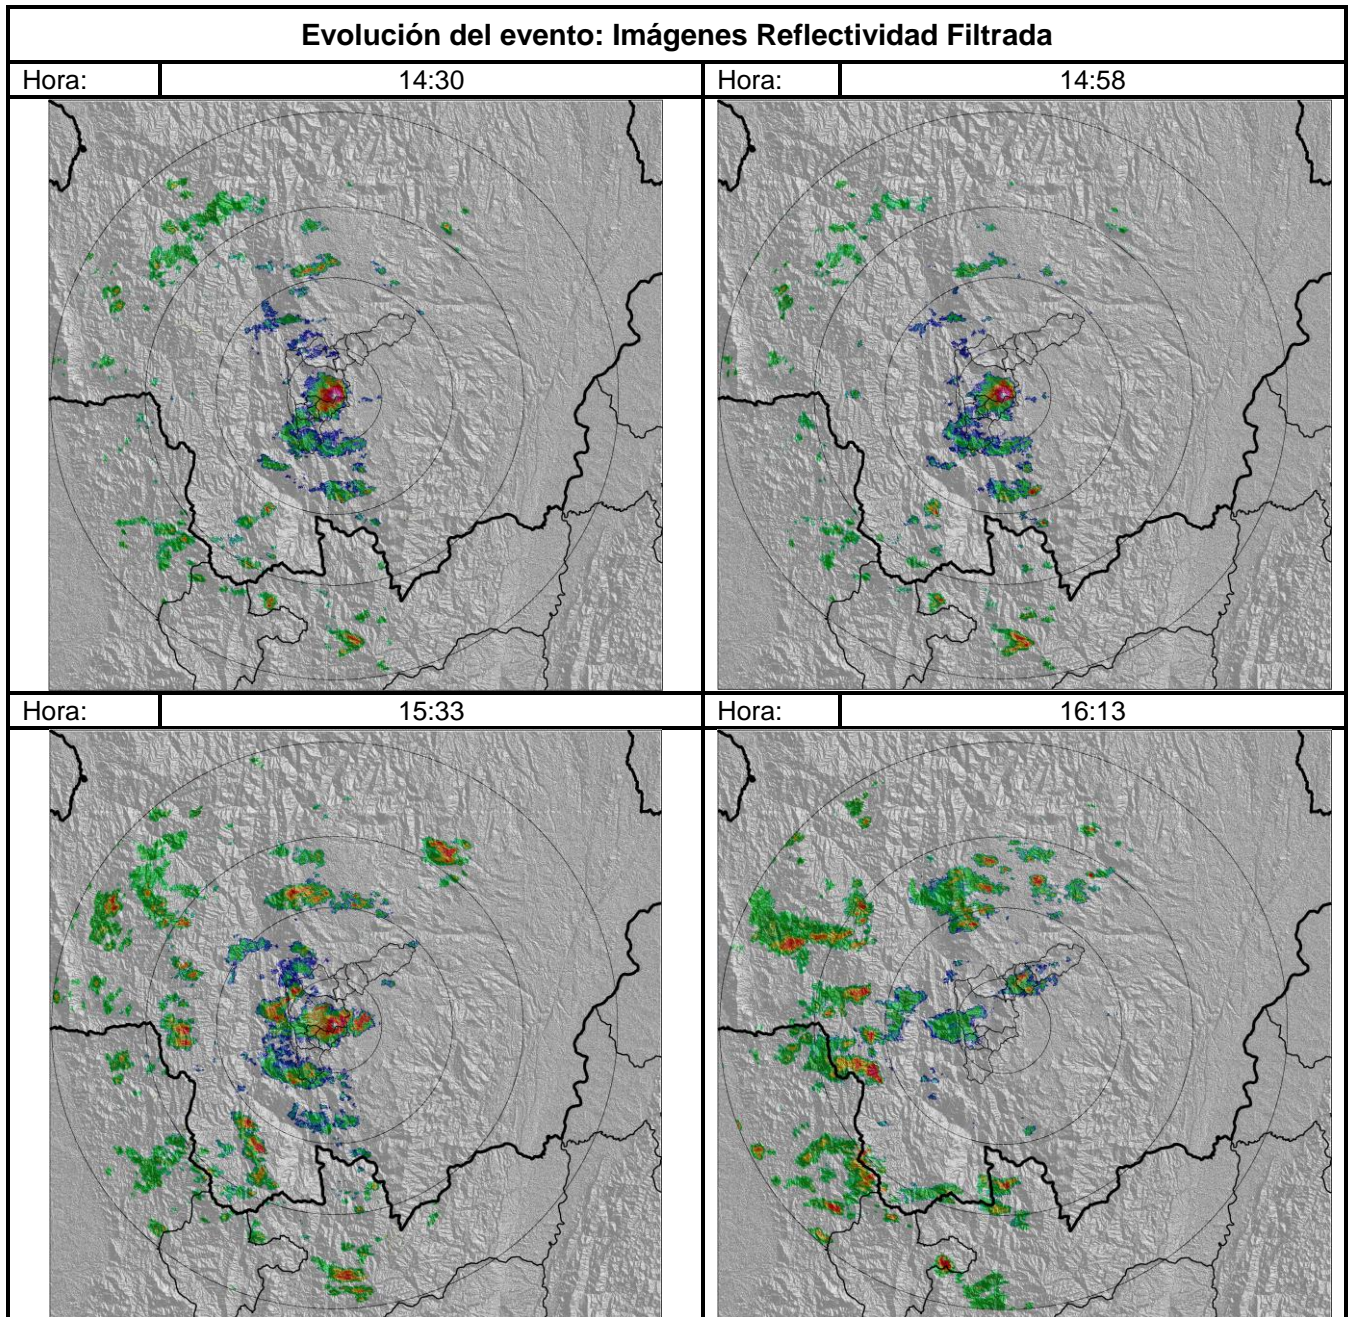 Evolución del evento: Imágenes Reflectividad Filtrada
Hora: 14:30 Hora: 14:58
Hora: 15:33 Hora: 16:13